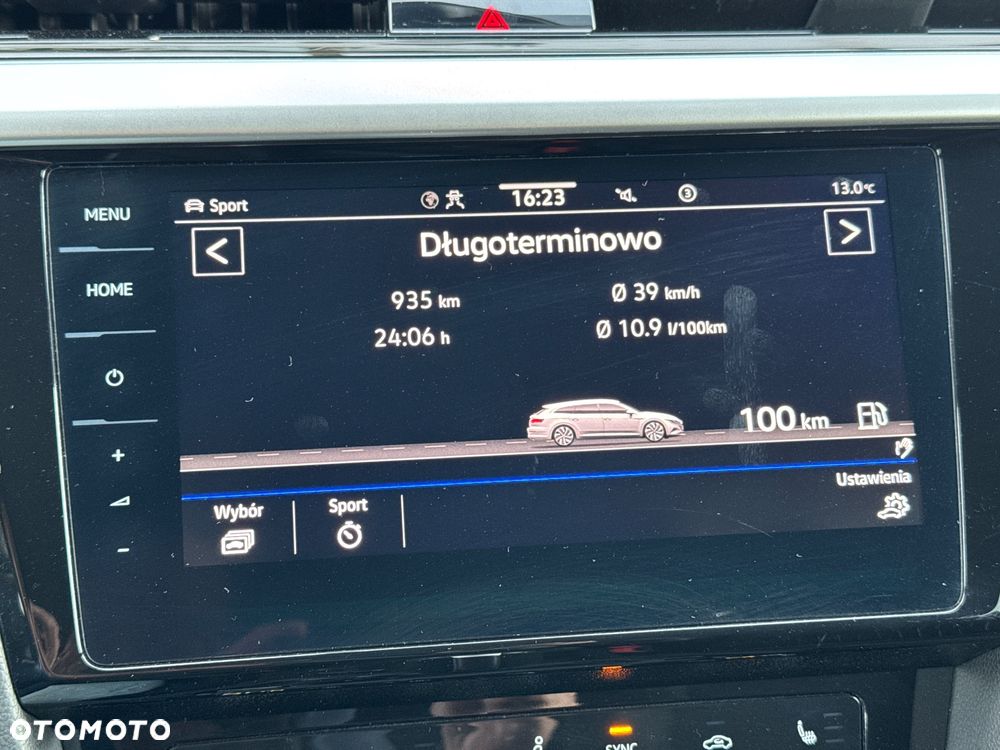 MENU
HOME
Sport
16:23
3
13.0°C
<
Długoterminowo
>
935 km
Ø 39 km/h
24:06 h
Ø 10.9 l/100km
100 km
Wybór
Sport
Ustawienia
+
-
SYNC
OTOMOTO